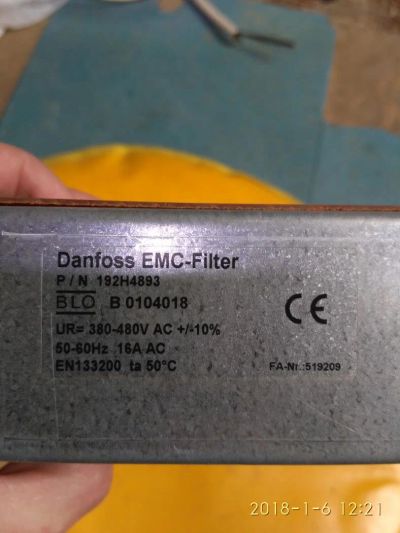 Danfoss EMC-Filter
P / N 192H4893
BLO B 0104018
UR= 380-480V AC +/-10%
50-60Hz 16A AC
EN133200 ta 50°C
CE
FA-Nr.:519209
2018-1-6 12:21